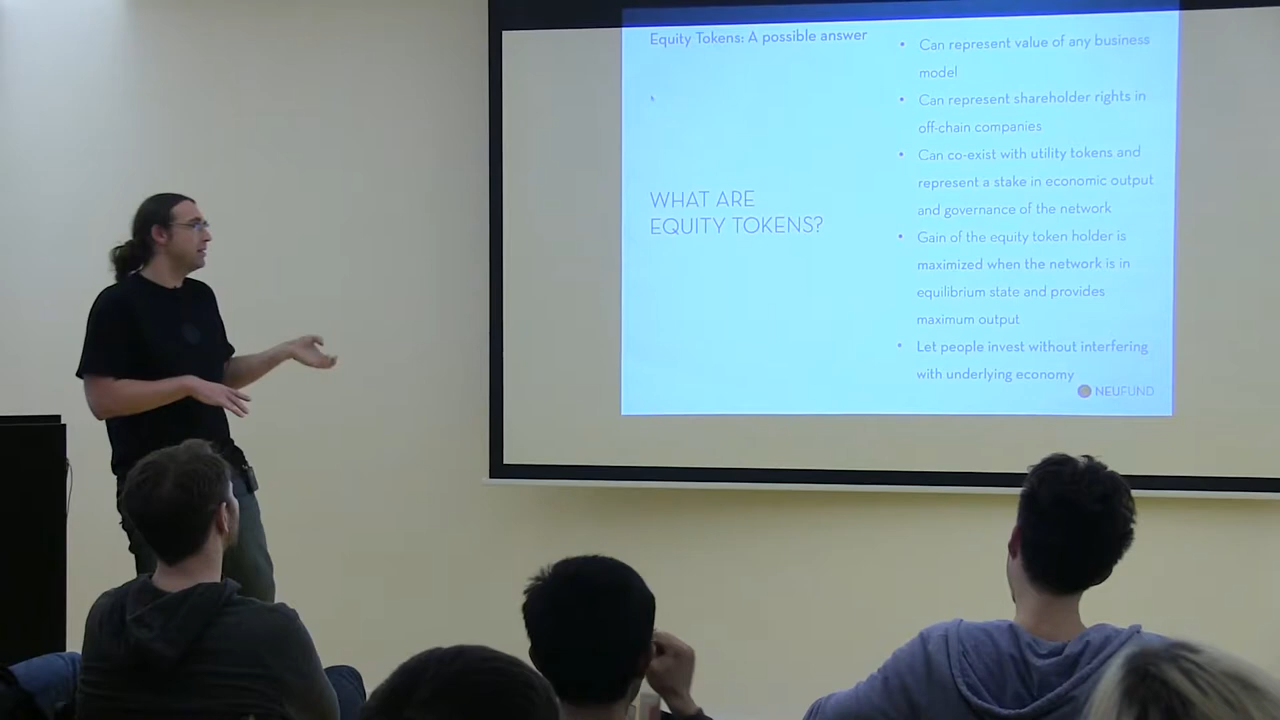 Equity Tokens: A possible answer
WHAT ARE
EQUITY TOKENS?
• Can represent value of any business
model
• Can represent shareholder rights in
off-chain companies
• Can co-exist with utility tokens and
represent a stake in economic output
and governance of the network
• Gain of the equity token holder is
maximized when the network is in
equilibrium state and provides
maximum output
• Let people invest without interfering
with underlying economy
NEUFUND